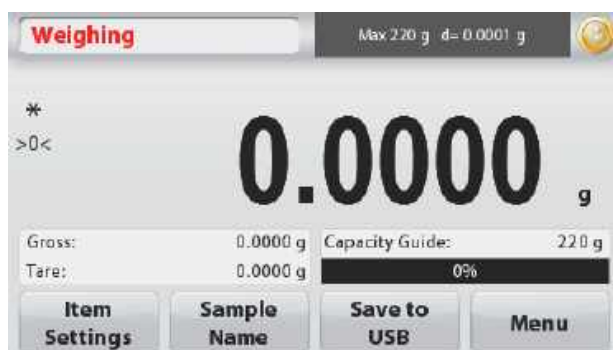 Weighing
Max 220 g d= 0.0001 g
*
>0<
0.0000 g
Gross: 0.0000 g
Tare: 0.0000 g
Capacity Guide: 220 g
0%
Item Settings
Sample Name
Save to USB
Menu